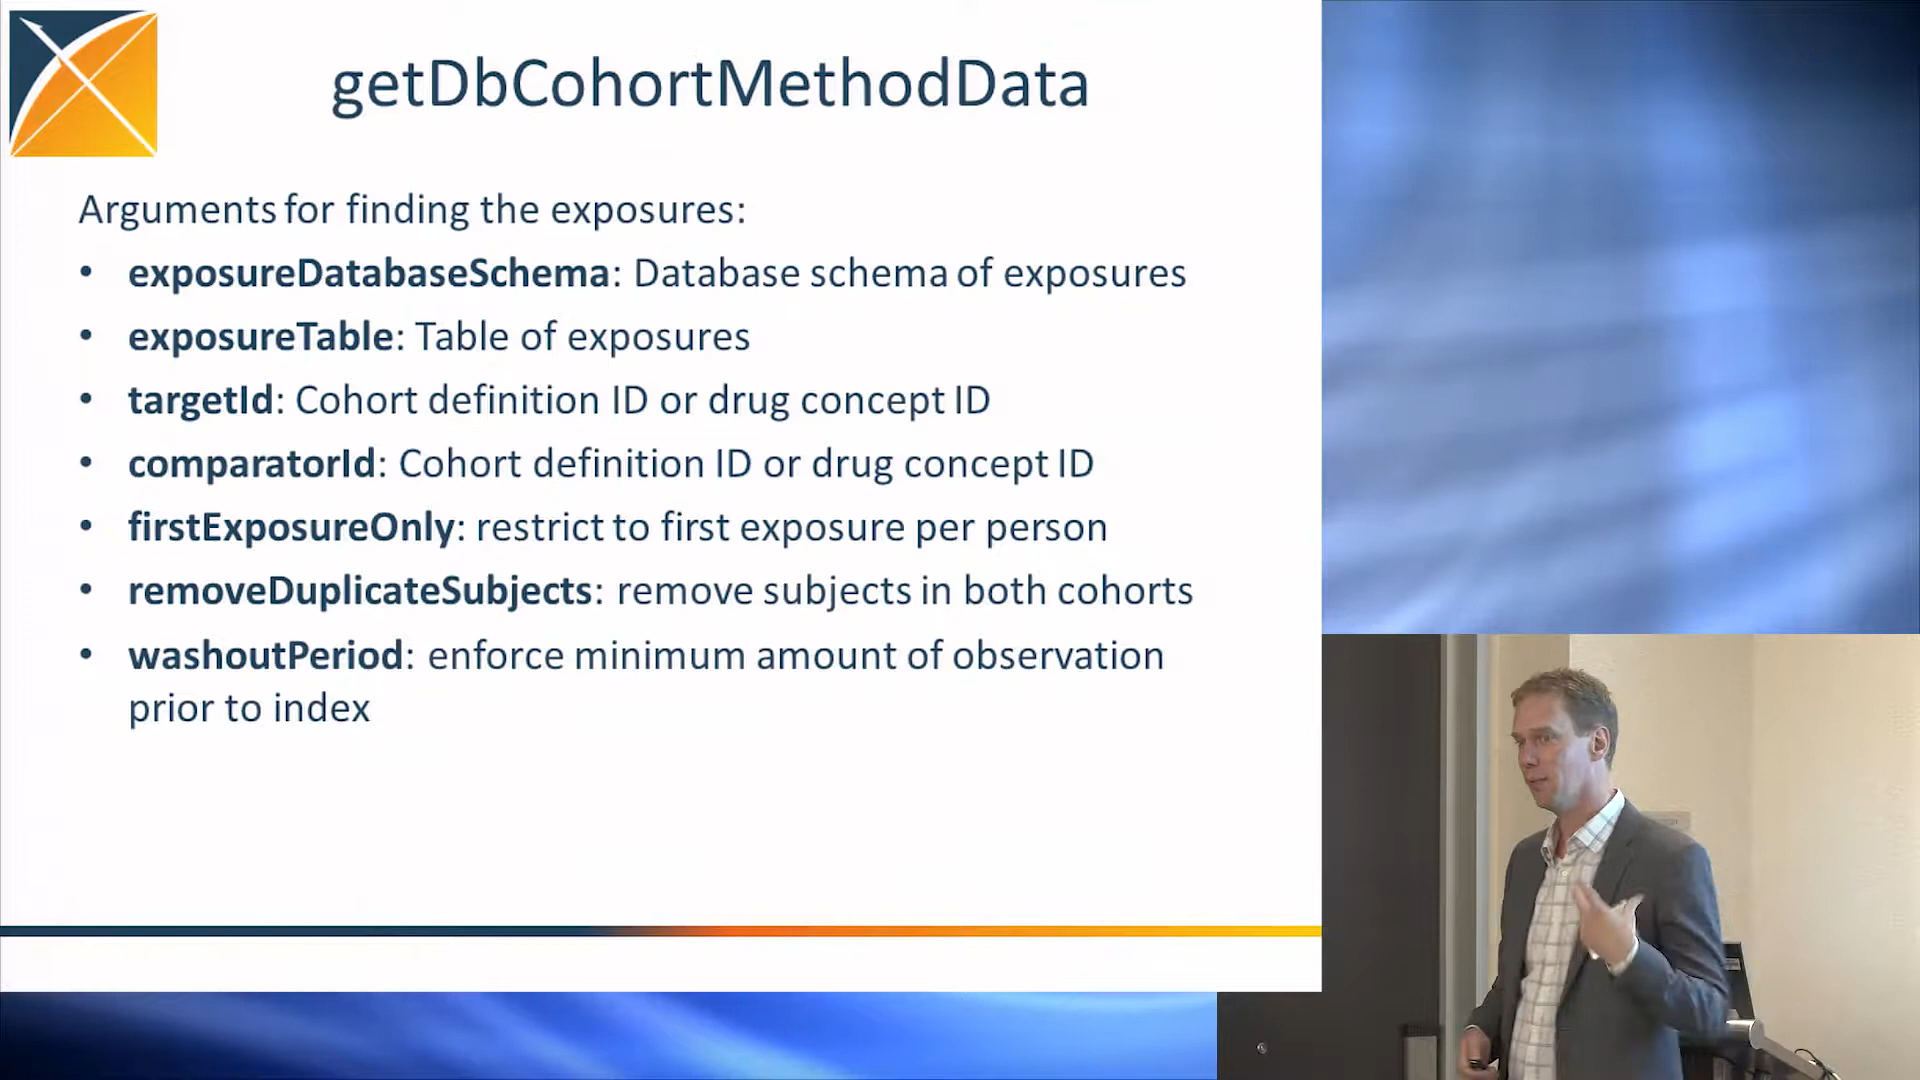 getDbCohortMethodData
Arguments for finding the exposures:
• exposureDatabaseSchema: Database schema of exposures
• exposureTable: Table of exposures
• targetId: Cohort definition ID or drug concept ID
• comparatorId: Cohort definition ID or drug concept ID
• firstExposureOnly: restrict to first exposure per person
• removeDuplicateSubjects: remove subjects in both cohorts
• washoutPeriod: enforce minimum amount of observation
prior to index